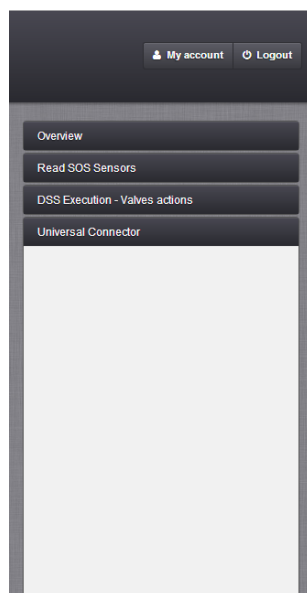 My account
Logout
Overview
Read SOS Sensors
DSS Execution - Valves actions
Universal Connector